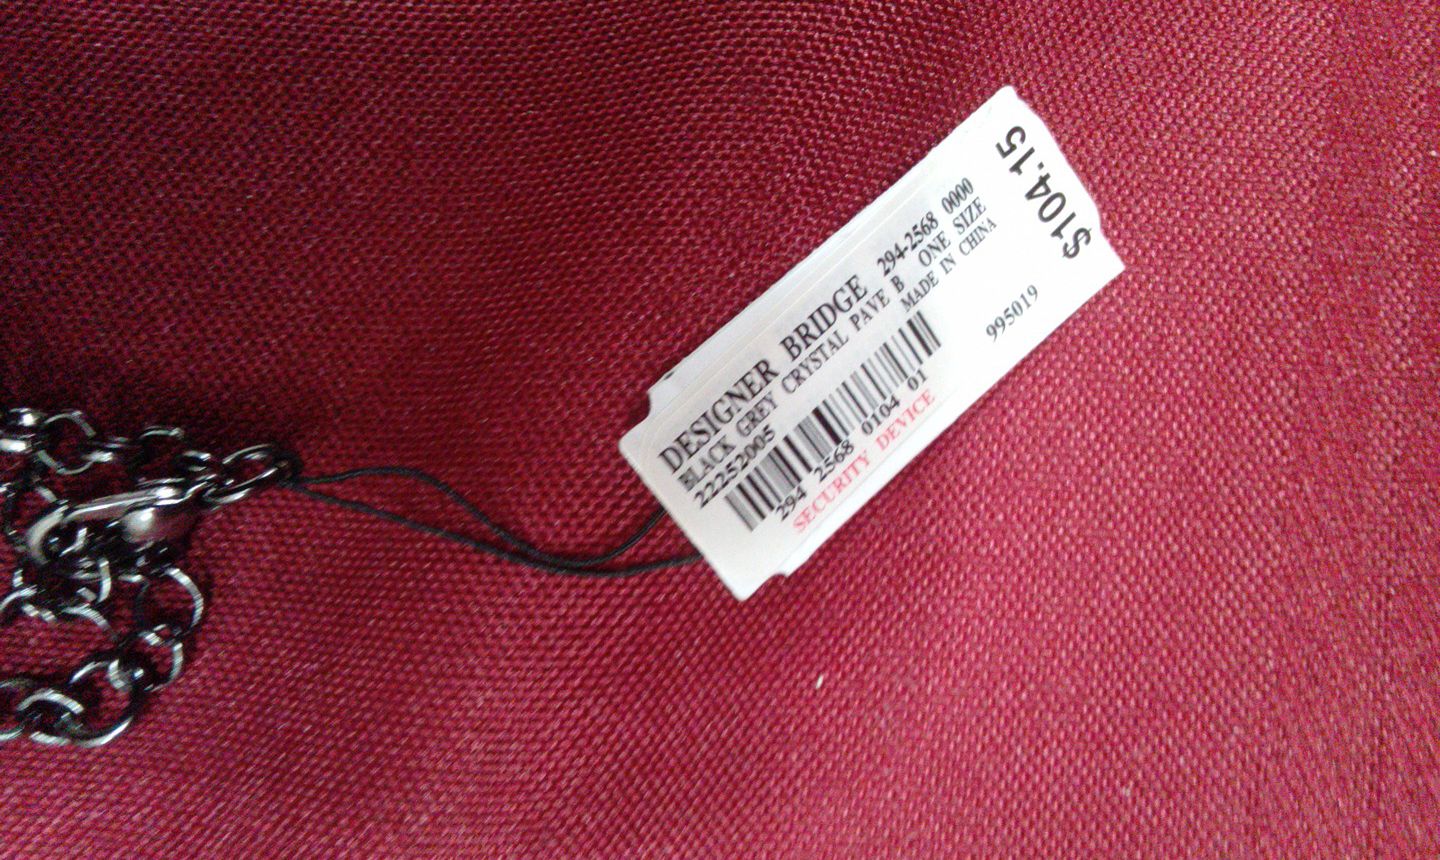 DESIGNER BRIDGE 294-2568 0000
BLACK GREY CRYSTAL PAVE B ONE SIZE
22252005 MADE IN CHINA
294 2568 0104 01
SECURITY DEVICE
995019
$104.15